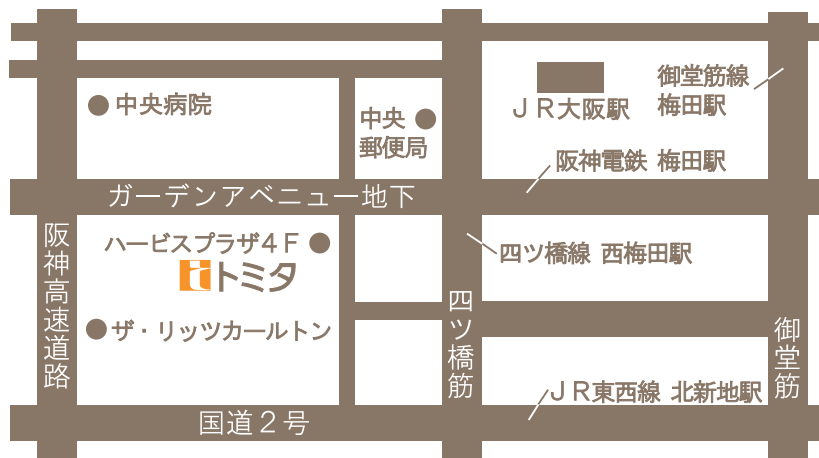 御堂筋線
梅田駅
中央病院
ＪＲ大阪駅
中央
郵便局
阪神電鉄 梅田駅
ガーデンアベニュー地下
阪神高速道路
ハービスプラザ４Ｆ
四ツ橋線 西梅田駅
トミタ
四ツ橋筋
ザ・リッツカールトン
御堂筋
ＪＲ東西線 北新地駅
国道２号